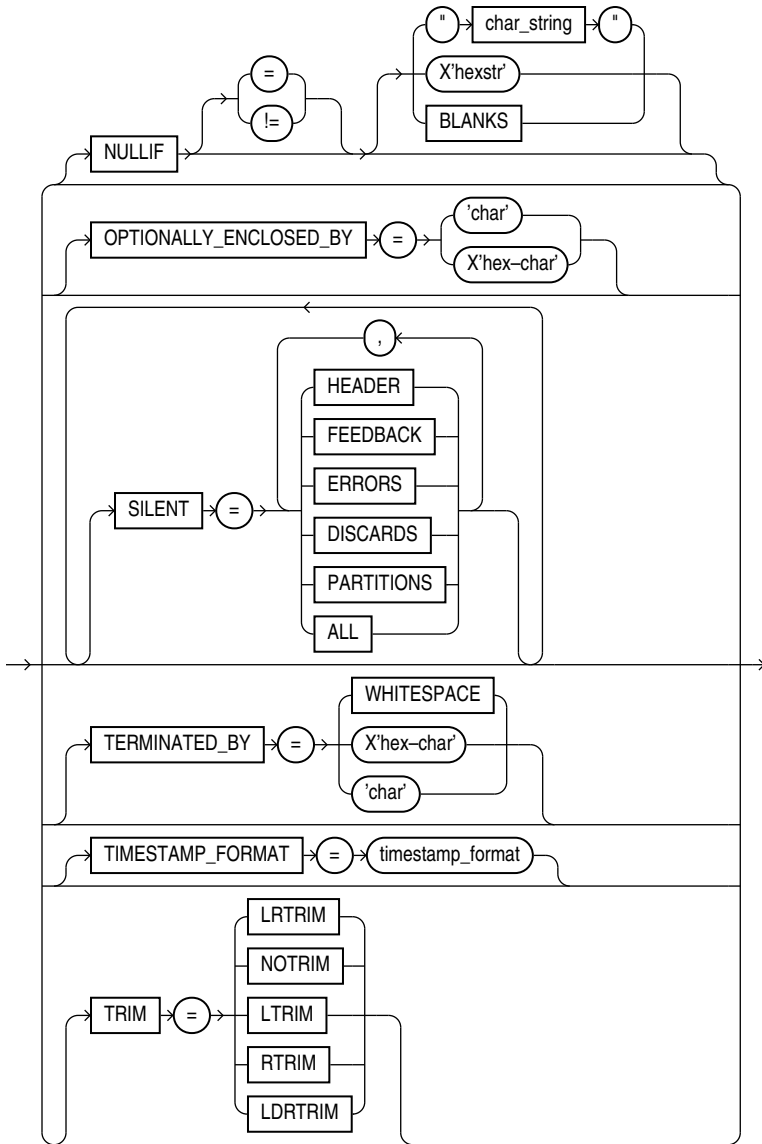 NULLIF
=
!=
" char_string "
X'hexstr'
BLANKS
OPTIONALLY_ENCLOSED_BY =
'char'
X'hex–char'
SILENT =
,
HEADER
FEEDBACK
ERRORS
DISCARDS
PARTITIONS
ALL
TERMINATED_BY =
WHITESPACE
X'hex–char'
'char'
TIMESTAMP_FORMAT = timestamp_format
TRIM =
LRTRIM
NOTRIM
LTRIM
RTRIM
LDRTRIM